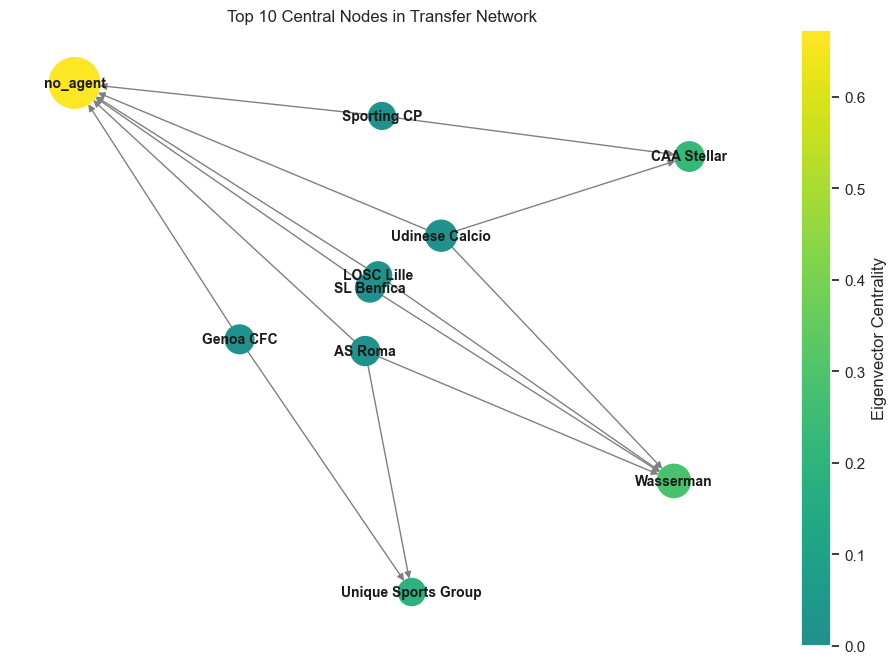 Top 10 Central Nodes in Transfer Network
no_agent
Sporting CP
CAA Stellar
Udinese Calcio
LOSC Lille
SL Benfica
Genoa CFC
AS Roma
Wasserman
Unique Sports Group
0.6
0.5
0.4
0.3
0.2
0.1
0.0
Eigenvector Centrality